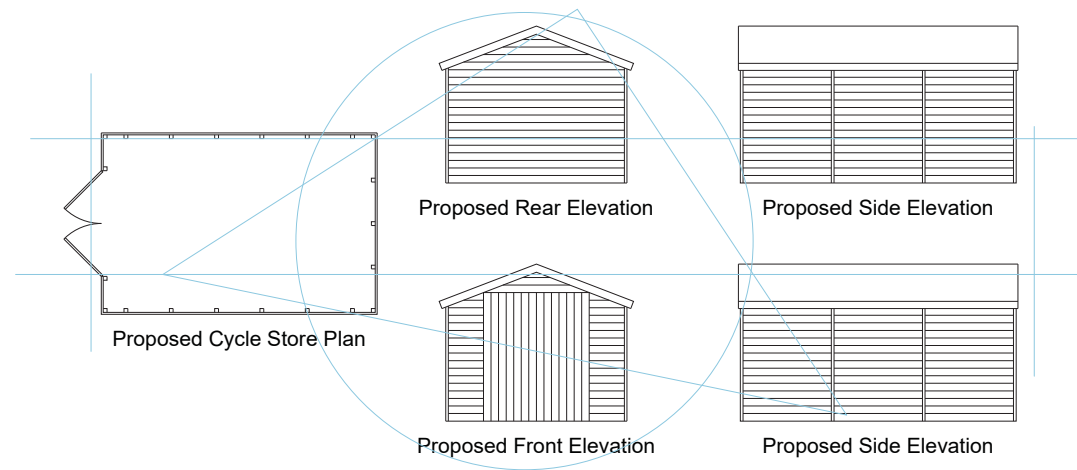 Proposed Rear Elevation
Proposed Side Elevation
Proposed Cycle Store Plan
Proposed Front Elevation
Proposed Side Elevation